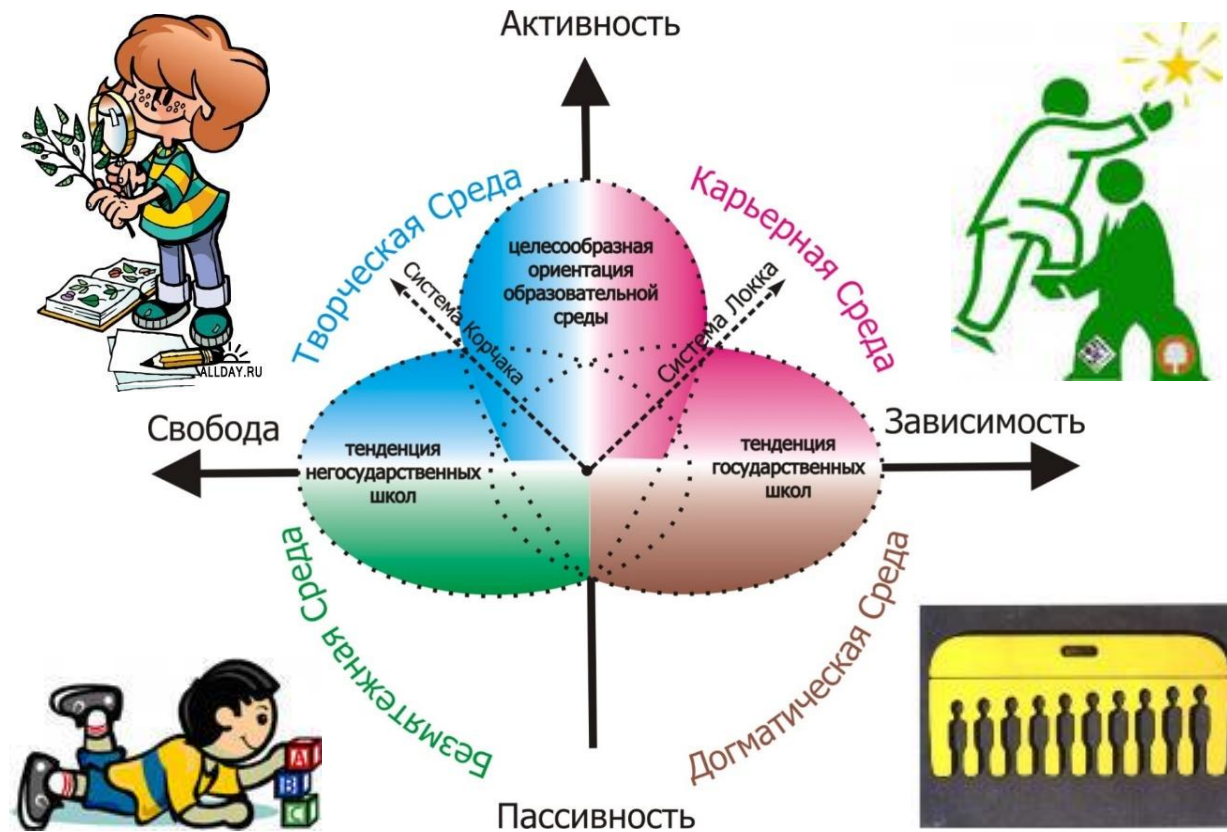 Активность
Творческая Среда
Карьерная Среда
целесообразная
ориентация
образовательной
среды
Система Корчака
Система Локка
ALLDAY.RU
Свобода
Зависимость
тенденция
негосударственных
школ
тенденция
государственных
школ
Безмятежная Среда
Догматическая Среда
A
B
C
Пассивность